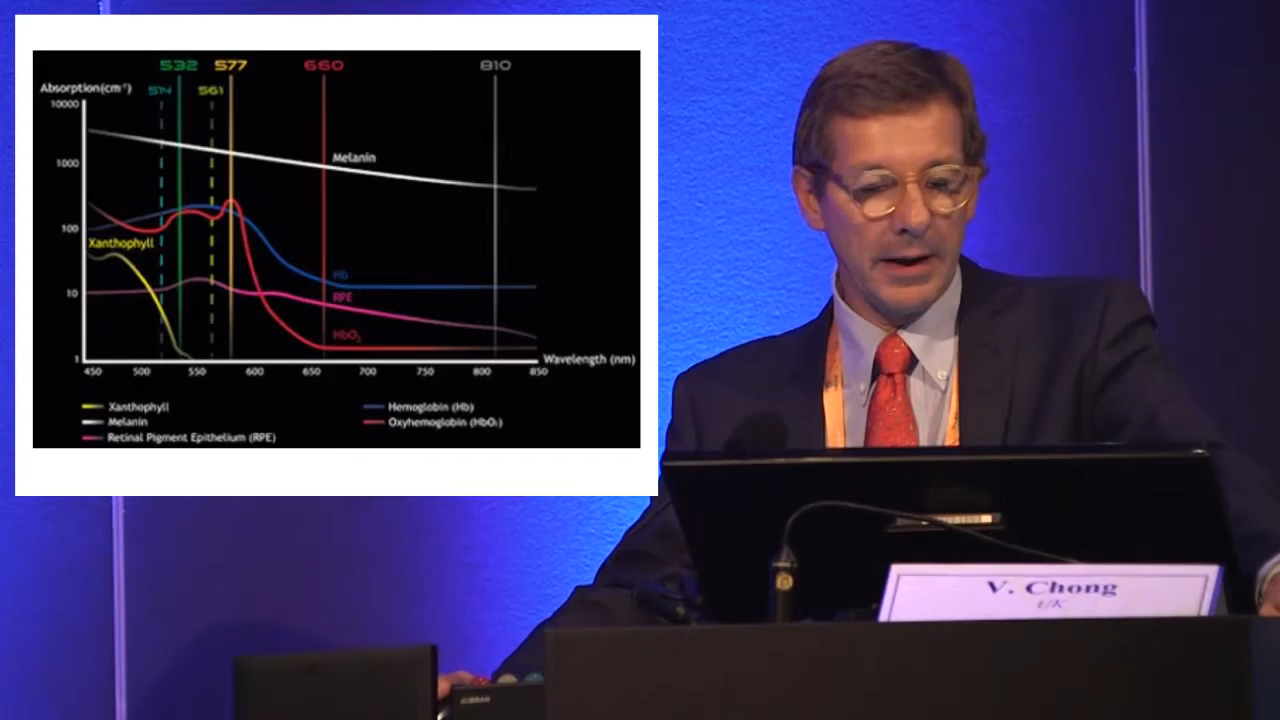 532 577 660 810
Absorption(cm⁻¹) 514 561
10000
1000
100
10
1
Melanin
Xanthophyll
Hb
RPE
HbO₂
Wavelength (nm)
450 500 550 600 650 700 750 800 850
Xanthophyll
Melanin
Retinal Pigment Epithelium (RPE)
Hemoglobin (Hb)
Oxyhemoglobin (HbO₂)
V. Chong
UK